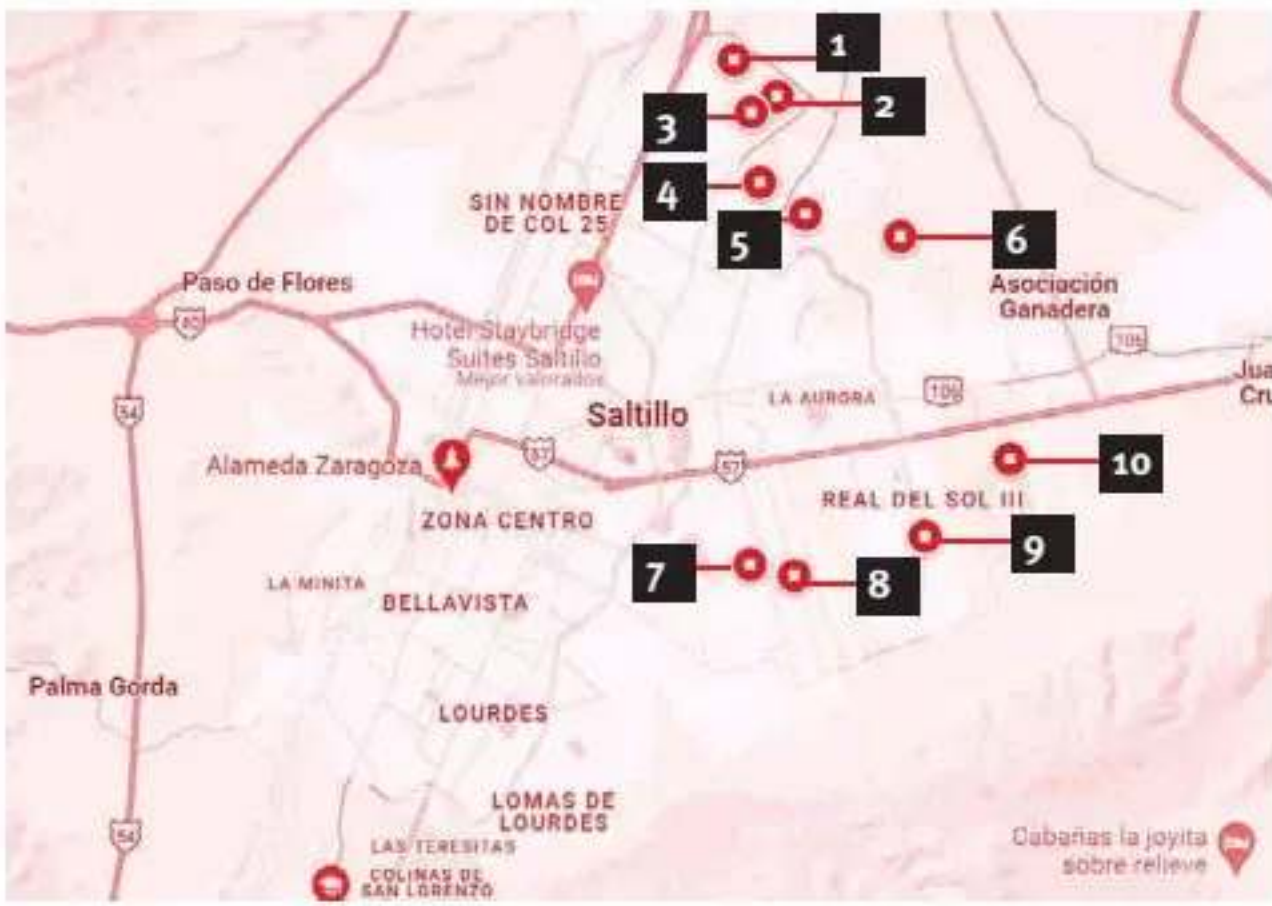 1
2
3
4
5
6
SIN NOMBRE
DE COL 25
Paso de Flores
Asociación
Ganadera
40
Hotel Staybridge
Suites Saltillo
Mejor valorados
106
54
LA AURORA
106
Jua
Cru
Saltillo
Alameda Zaragoza
57
57
10
REAL DEL SOL III
ZONA CENTRO
9
7
8
LA MINITA
BELLAVISTA
Palma Gorda
LOURDES
LOMAS DE
LOURDES
54
LAS TERESITAS
COLINAS DE
SAN LORENZO
Cabañas la joyita
sobre relieve